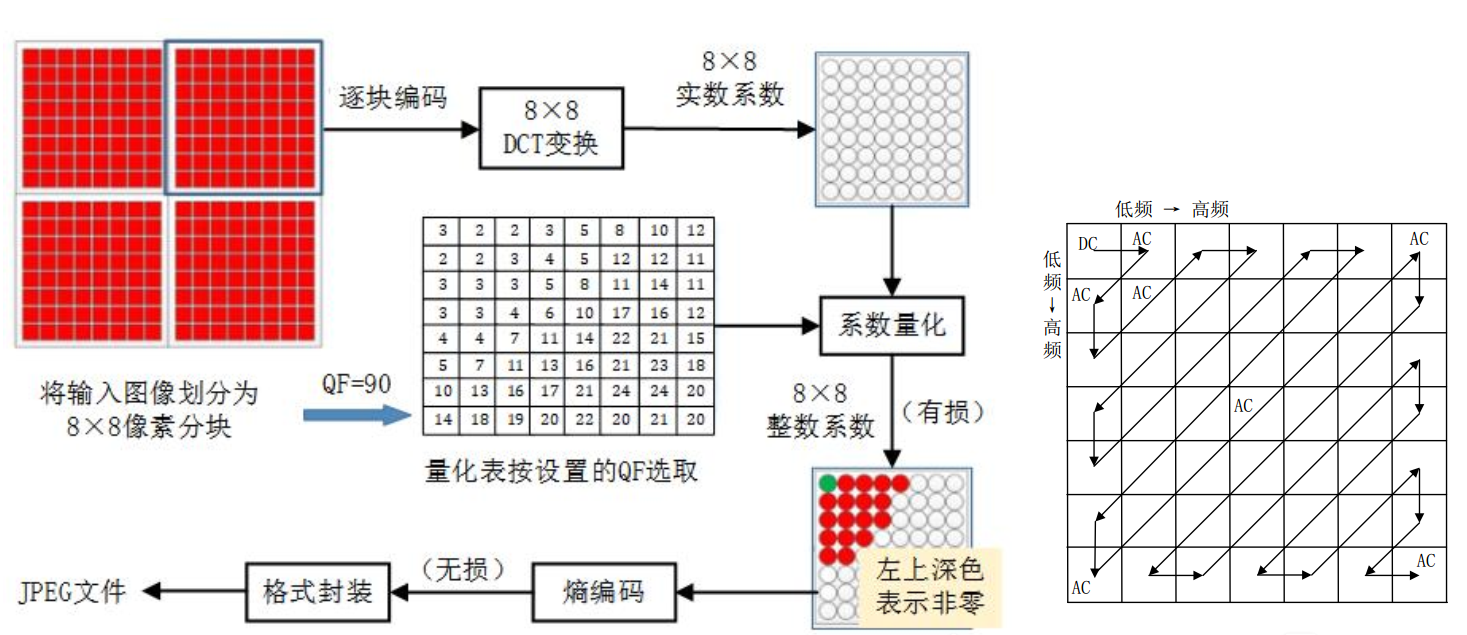 逐块编码
8×8
DCT变换
8×8
实数系数
将输入图像划分为
8×8像素分块
QF=90
3 2 2 3 5 8 10 12
2 2 3 4 5 12 12 11
3 3 3 5 8 11 14 11
3 3 4 6 10 17 16 12
4 4 7 11 14 22 21 15
5 7 11 13 16 21 23 18
10 13 16 17 21 24 24 20
14 18 19 20 22 20 21 20
量化表按设置的QF选取
系数量化
8×8
整数系数
(有损)
左上深色
表示非零
熵编码
(无损)
格式封装
JPEG文件
低频 → 高频
低频
↓
高频
DC AC AC
AC AC
AC
AC
AC